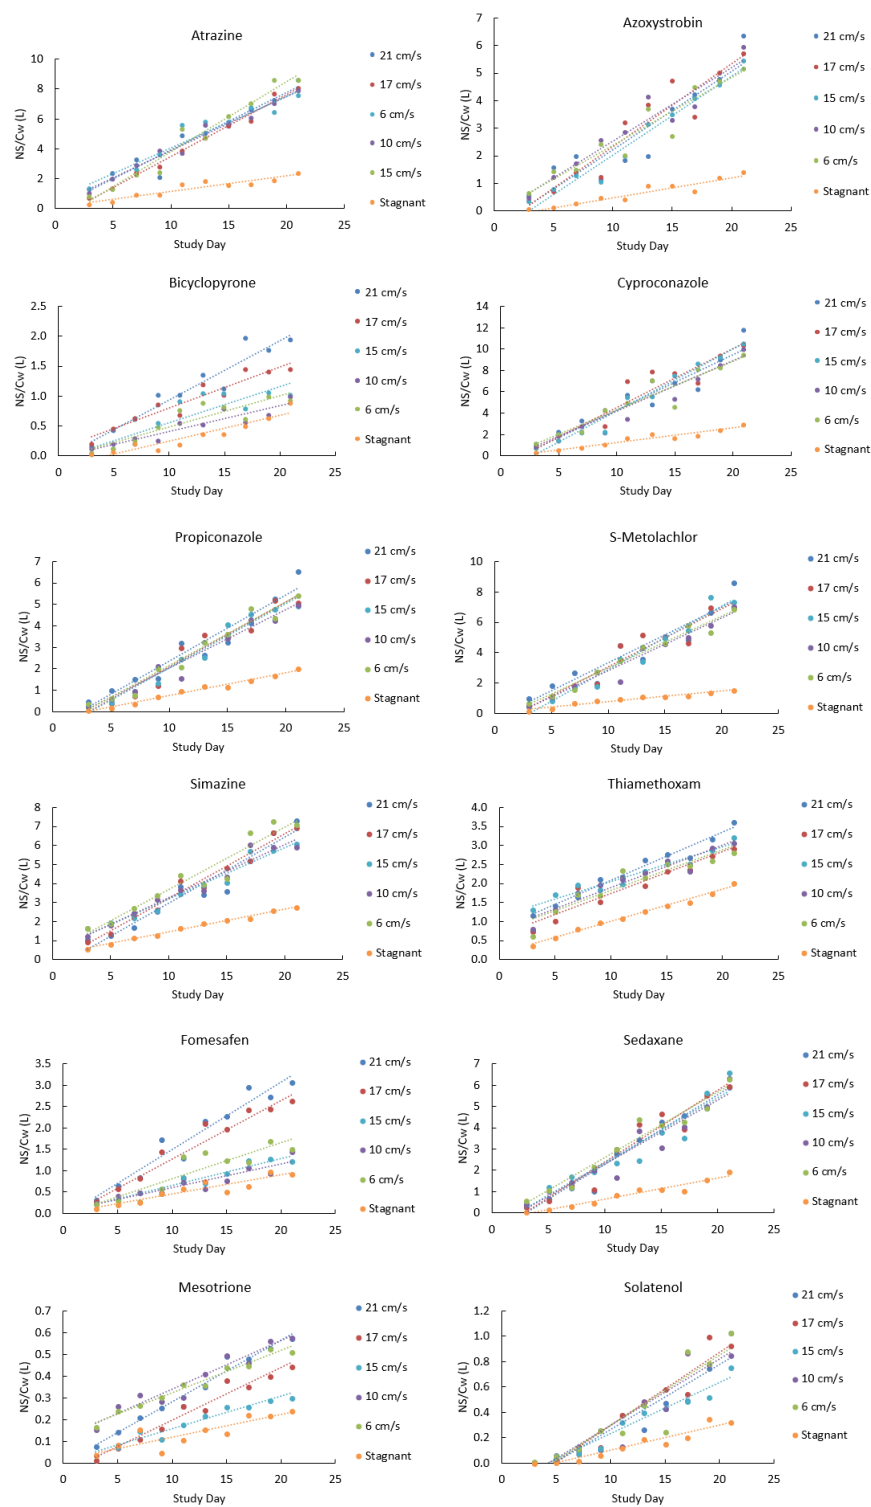 Atrazine
NS/Cw (L)
10
8
6
4
2
0
0 5 10 15 20 25
Study Day
21 cm/s
17 cm/s
6 cm/s
10 cm/s
15 cm/s
Stagnant
Azoxystrobin
NS/Cw (L)
7
6
5
4
3
2
1
0
0 5 10 15 20 25
Study Day
21 cm/s
17 cm/s
15 cm/s
10 cm/s
6 cm/s
Stagnant
Bicyclopyrone
NS/Cw (L)
2.5
2.0
1.5
1.0
0.5
0.0
0 5 10 15 20 25
Study Day
21 cm/s
17 cm/s
15 cm/s
10 cm/s
6 cm/s
Stagnant
Cyproconazole
NS/Cw (L)
14
12
10
8
6
4
2
0
0 5 10 15 20 25
Study Day
21 cm/s
17 cm/s
15 cm/s
10 cm/s
6 cm/s
Stagnant
Propiconazole
NS/Cw (L)
7
6
5
4
3
2
1
0
0 5 10 15 20 25
Study Day
21 cm/s
17 cm/s
15 cm/s
10 cm/s
6 cm/s
Stagnant
S-Metolachlor
NS/Cw (L)
10
8
6
4
2
0
0 5 10 15 20 25
Study Day
21 cm/s
17 cm/s
15 cm/s
10 cm/s
6 cm/s
Stagnant
Simazine
NS/Cw (L)
8
7
6
5
4
3
2
1
0
0 5 10 15 20 25
Study Day
21 cm/s
17 cm/s
15 cm/s
10 cm/s
6 cm/s
Stagnant
Thiamethoxam
NS/Cw (L)
4.0
3.5
3.0
2.5
2.0
1.5
1.0
0.5
0.0
0 5 10 15 20 25
Study Day
21 cm/s
17 cm/s
15 cm/s
10 cm/s
6 cm/s
Stagnant
Fomesafen
NS/Cw (L)
3.5
3.0
2.5
2.0
1.5
1.0
0.5
0.0
0 5 10 15 20 25
Study Day
21 cm/s
17 cm/s
15 cm/s
10 cm/s
6 cm/s
Stagnant
Sedaxane
NS/Cw (L)
7
6
5
4
3
2
1
0
0 5 10 15 20 25
Study Day
21 cm/s
17 cm/s
15 cm/s
10 cm/s
6 cm/s
Stagnant
Mesotrione
NS/Cw (L)
0.7
0.6
0.5
0.4
0.3
0.2
0.1
0
0 5 10 15 20 25
Study Day
21 cm/s
17 cm/s
15 cm/s
10 cm/s
6 cm/s
Stagnant
Solatenol
NS/Cw (L)
1.2
1.0
0.8
0.6
0.4
0.2
0.0
0 5 10 15 20 25
Study Day
21 cm/s
17 cm/s
15 cm/s
10 cm/s
6 cm/s
Stagnant